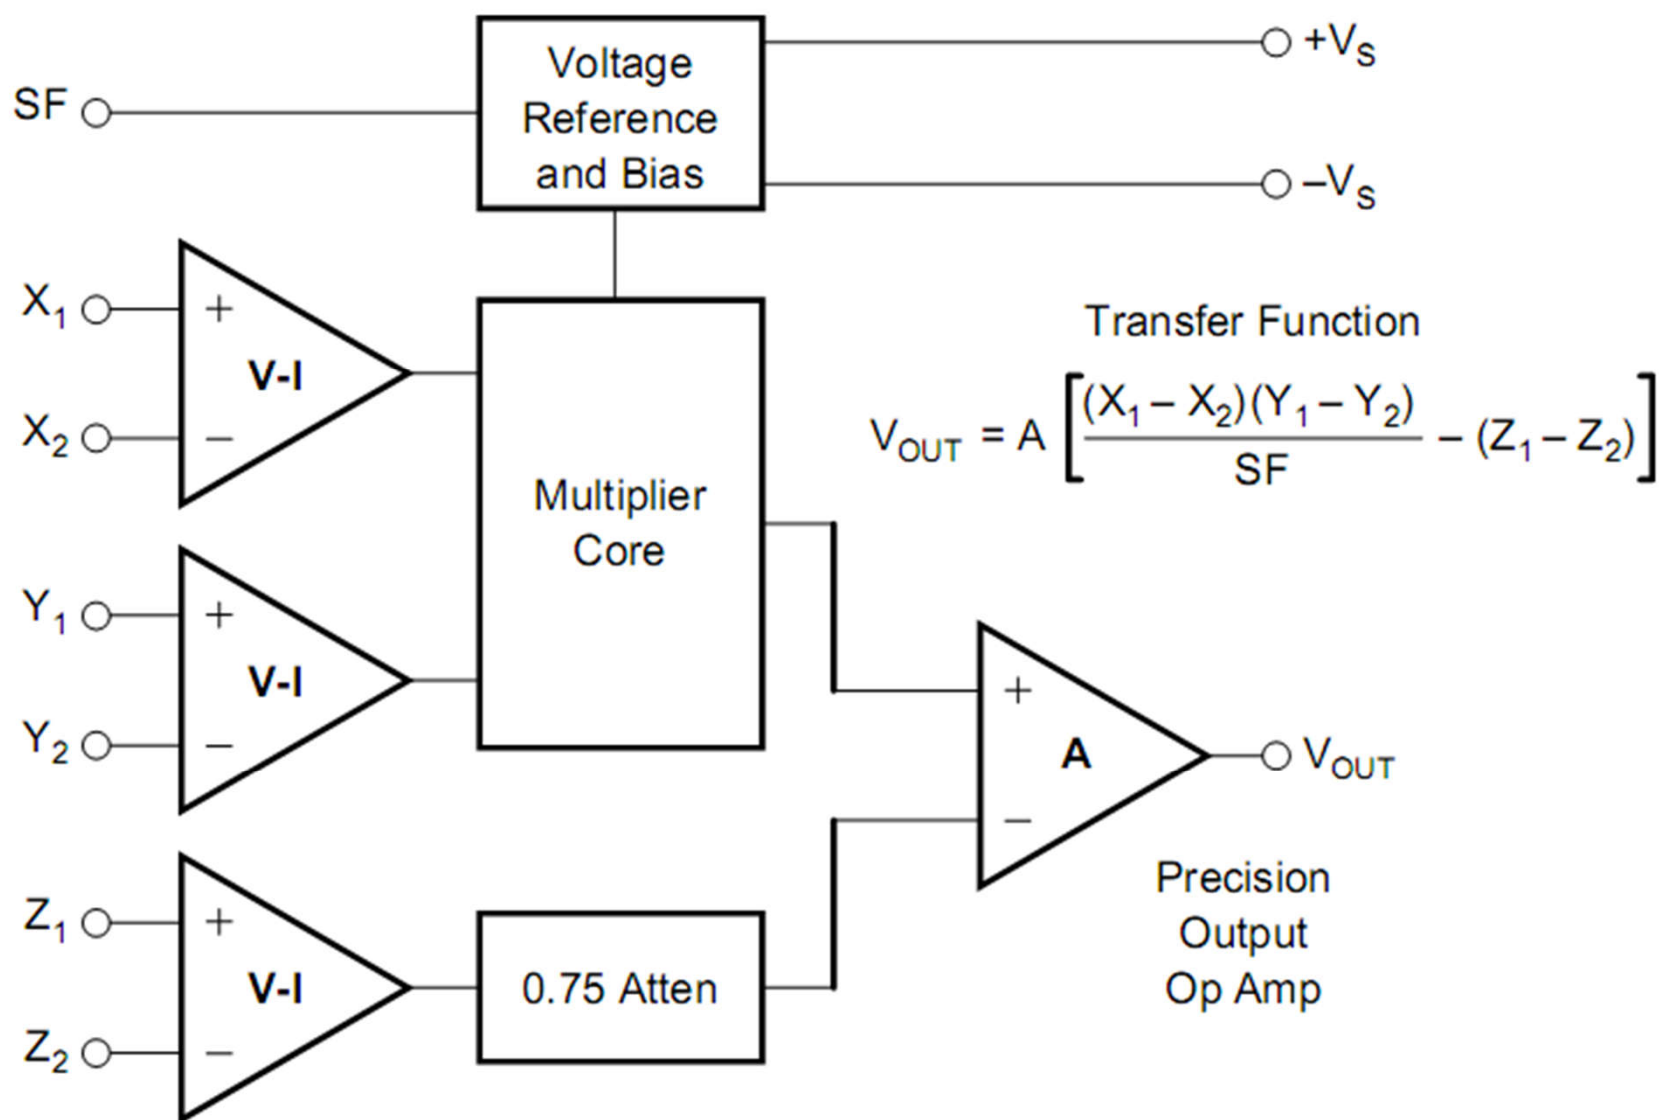 SF
Voltage
Reference
and Bias
+VS
–VS
X1
+
V-I
X2
–
Multiplier
Core
Transfer Function
VOUT = A [ (X1 – X2)(Y1 – Y2) / SF – (Z1 – Z2) ]
Y1
+
V-I
Y2
–
+
A
–
VOUT
Precision
Output
Op Amp
Z1
+
V-I
Z2
–
0.75 Atten